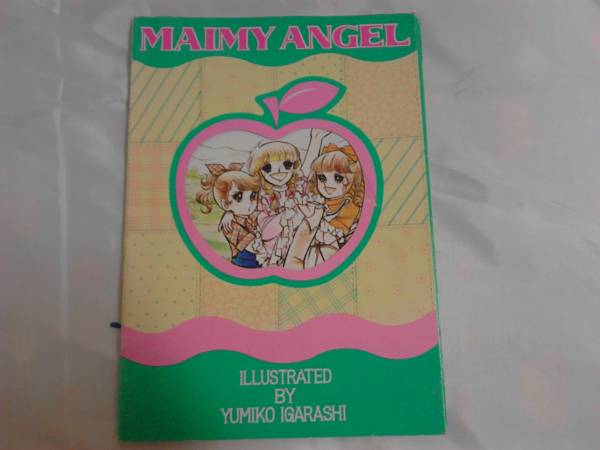 MAIMY ANGEL
ILLUSTRATED
BY
YUMIKO IGARASHI